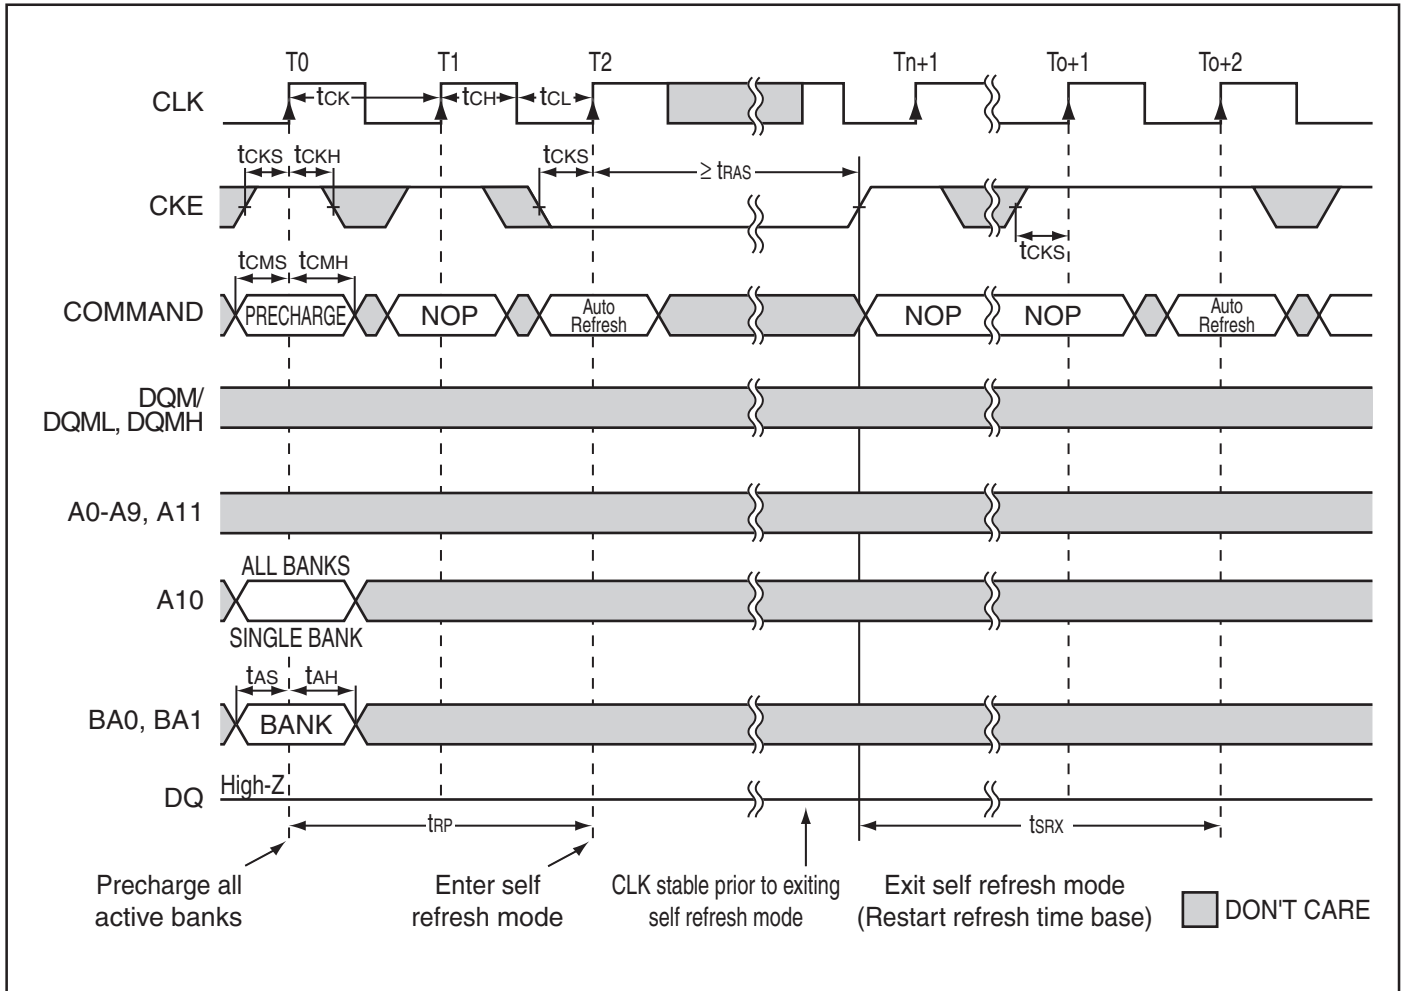 T0 T1 T2 Tn+1 To+1 To+2
CLK tCK tCH tCL
tCKS tCKH tCKS ≥ tRAS
CKE
tCKS
tCMS tCMH
COMMAND PRECHARGE NOP Auto Refresh NOP NOP Auto Refresh
DQM/
DQML, DQMH
A0-A9, A11
ALL BANKS
A10
SINGLE BANK
tAS tAH
BA0, BA1 BANK
DQ High-Z
tRP tSRX
Precharge all
active banks
Enter self
refresh mode
CLK stable prior to exiting
self refresh mode
Exit self refresh mode
(Restart refresh time base)
DON'T CARE